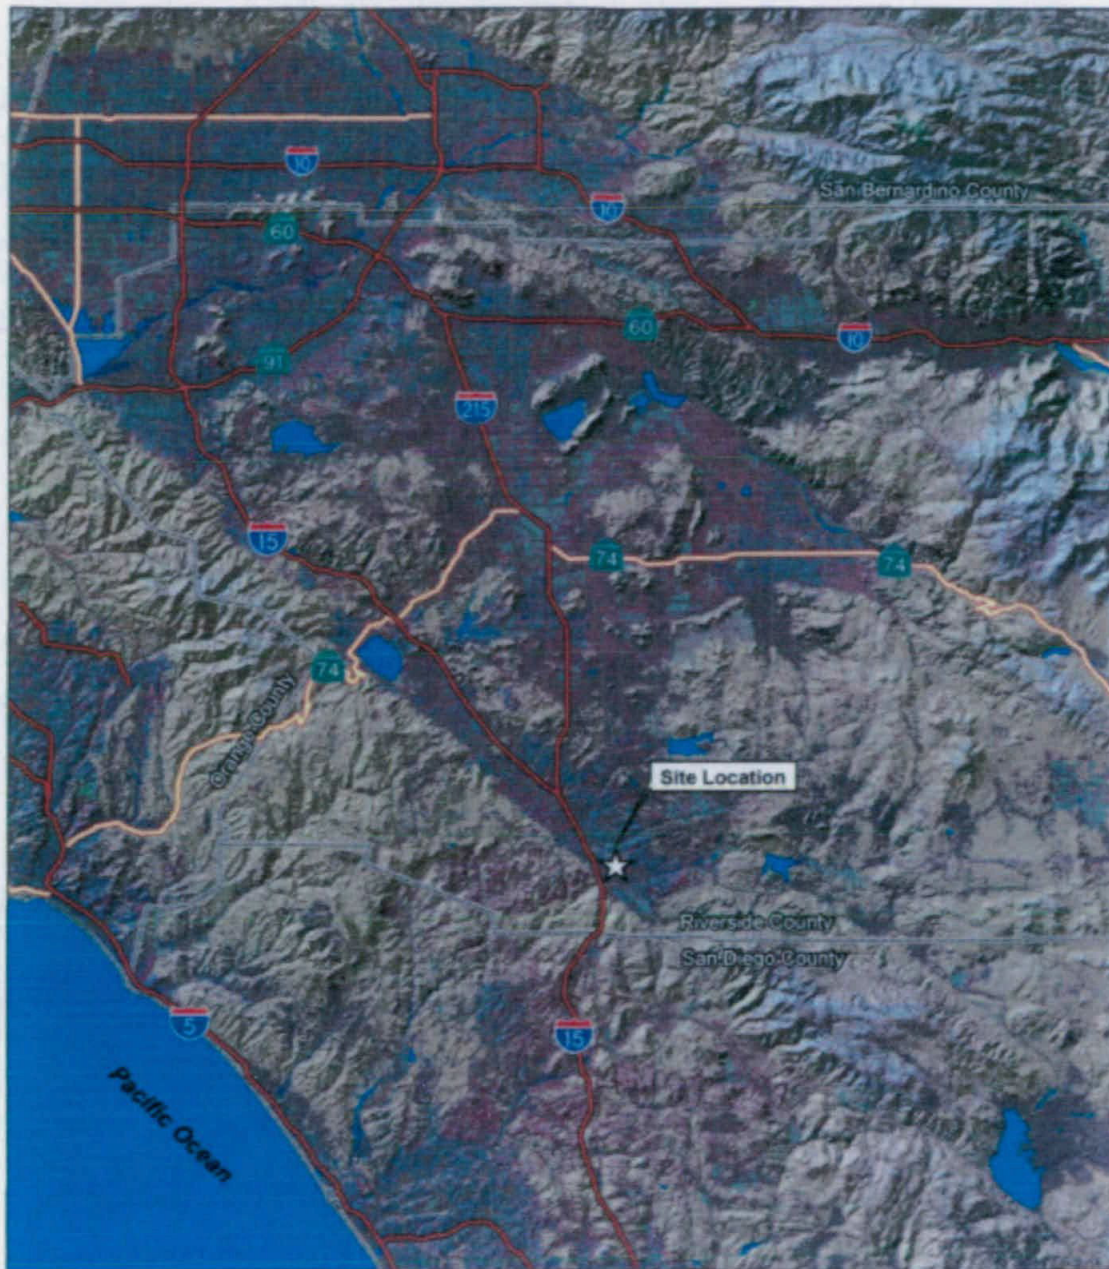 10
San Bernardino County
10
60
60
10
91
215
15
74
74
74
Orange County
Site Location
Riverside County
San Diego County
5
15
Pacific Ocean